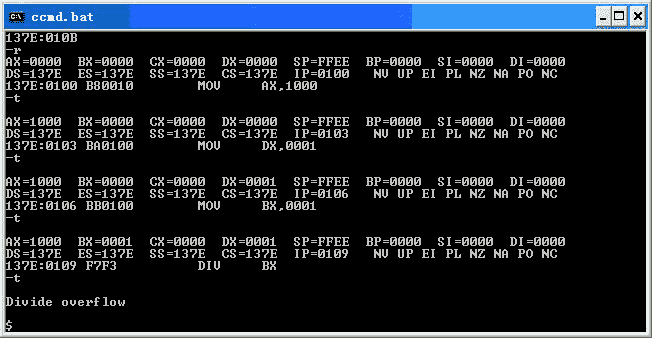 C:\ ccmd.bat
137E:010B
-r
AX=0000  BX=0000  CX=0000  DX=0000  SP=FFEE  BP=0000  SI=0000  DI=0000
DS=137E  ES=137E  SS=137E  CS=137E  IP=0100   NV UP EI PL NZ NA PO NC
137E:0100 B80010        MOV     AX,1000
-t
AX=1000  BX=0000  CX=0000  DX=0000  SP=FFEE  BP=0000  SI=0000  DI=0000
DS=137E  ES=137E  SS=137E  CS=137E  IP=0103   NV UP EI PL NZ NA PO NC
137E:0103 BA0100        MOV     DX,0001
-t
AX=1000  BX=0000  CX=0000  DX=0001  SP=FFEE  BP=0000  SI=0000  DI=0000
DS=137E  ES=137E  SS=137E  CS=137E  IP=0106   NV UP EI PL NZ NA PO NC
137E:0106 BB0100        MOV     BX,0001
-t
AX=1000  BX=0001  CX=0000  DX=0001  SP=FFEE  BP=0000  SI=0000  DI=0000
DS=137E  ES=137E  SS=137E  CS=137E  IP=0109   NV UP EI PL NZ NA PO NC
137E:0109 F7F3          DIV     BX
-t
Divide overflow
$